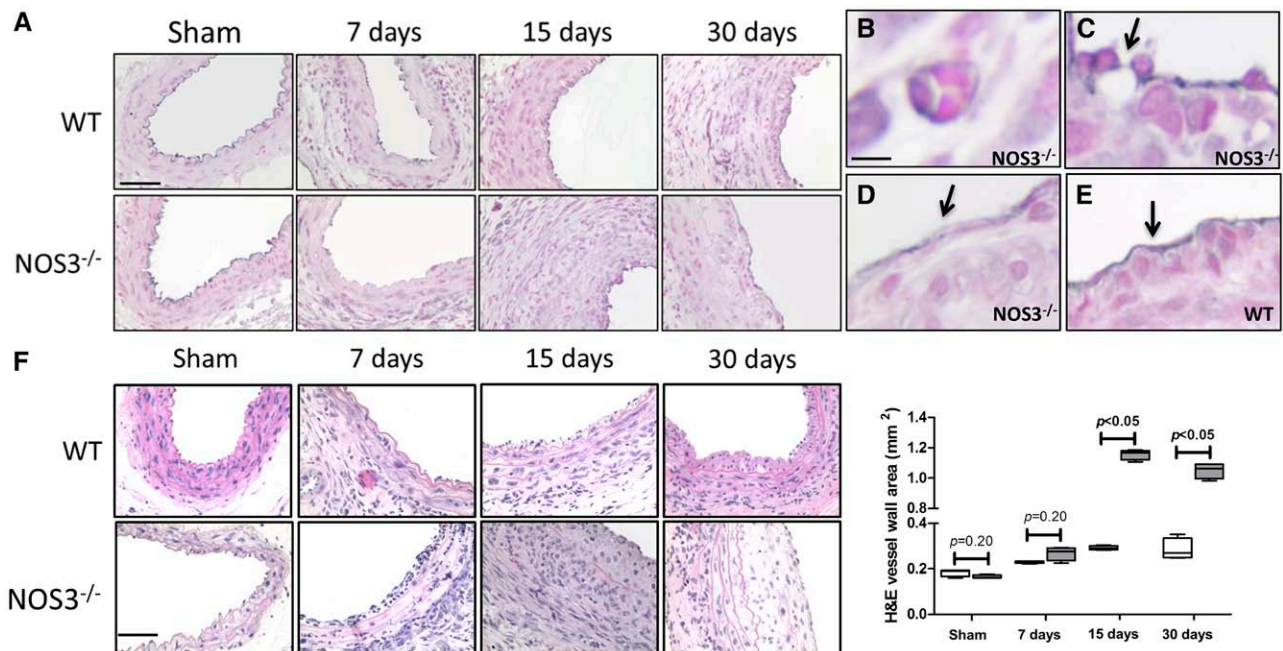 A
Sham 7 days 15 days 30 days
WT
NOS3-/-
B
NOS3-/-
C
NOS3-/-
D
NOS3-/-
E
WT
F
Sham 7 days 15 days 30 days
WT
NOS3-/-
H&E vessel wall area (mm 2)
1.4
1.2
1.0
0.4
0.2
0.0
p=0.20
p=0.20
p<0.05
p<0.05
Sham 7 days 15 days 30 days